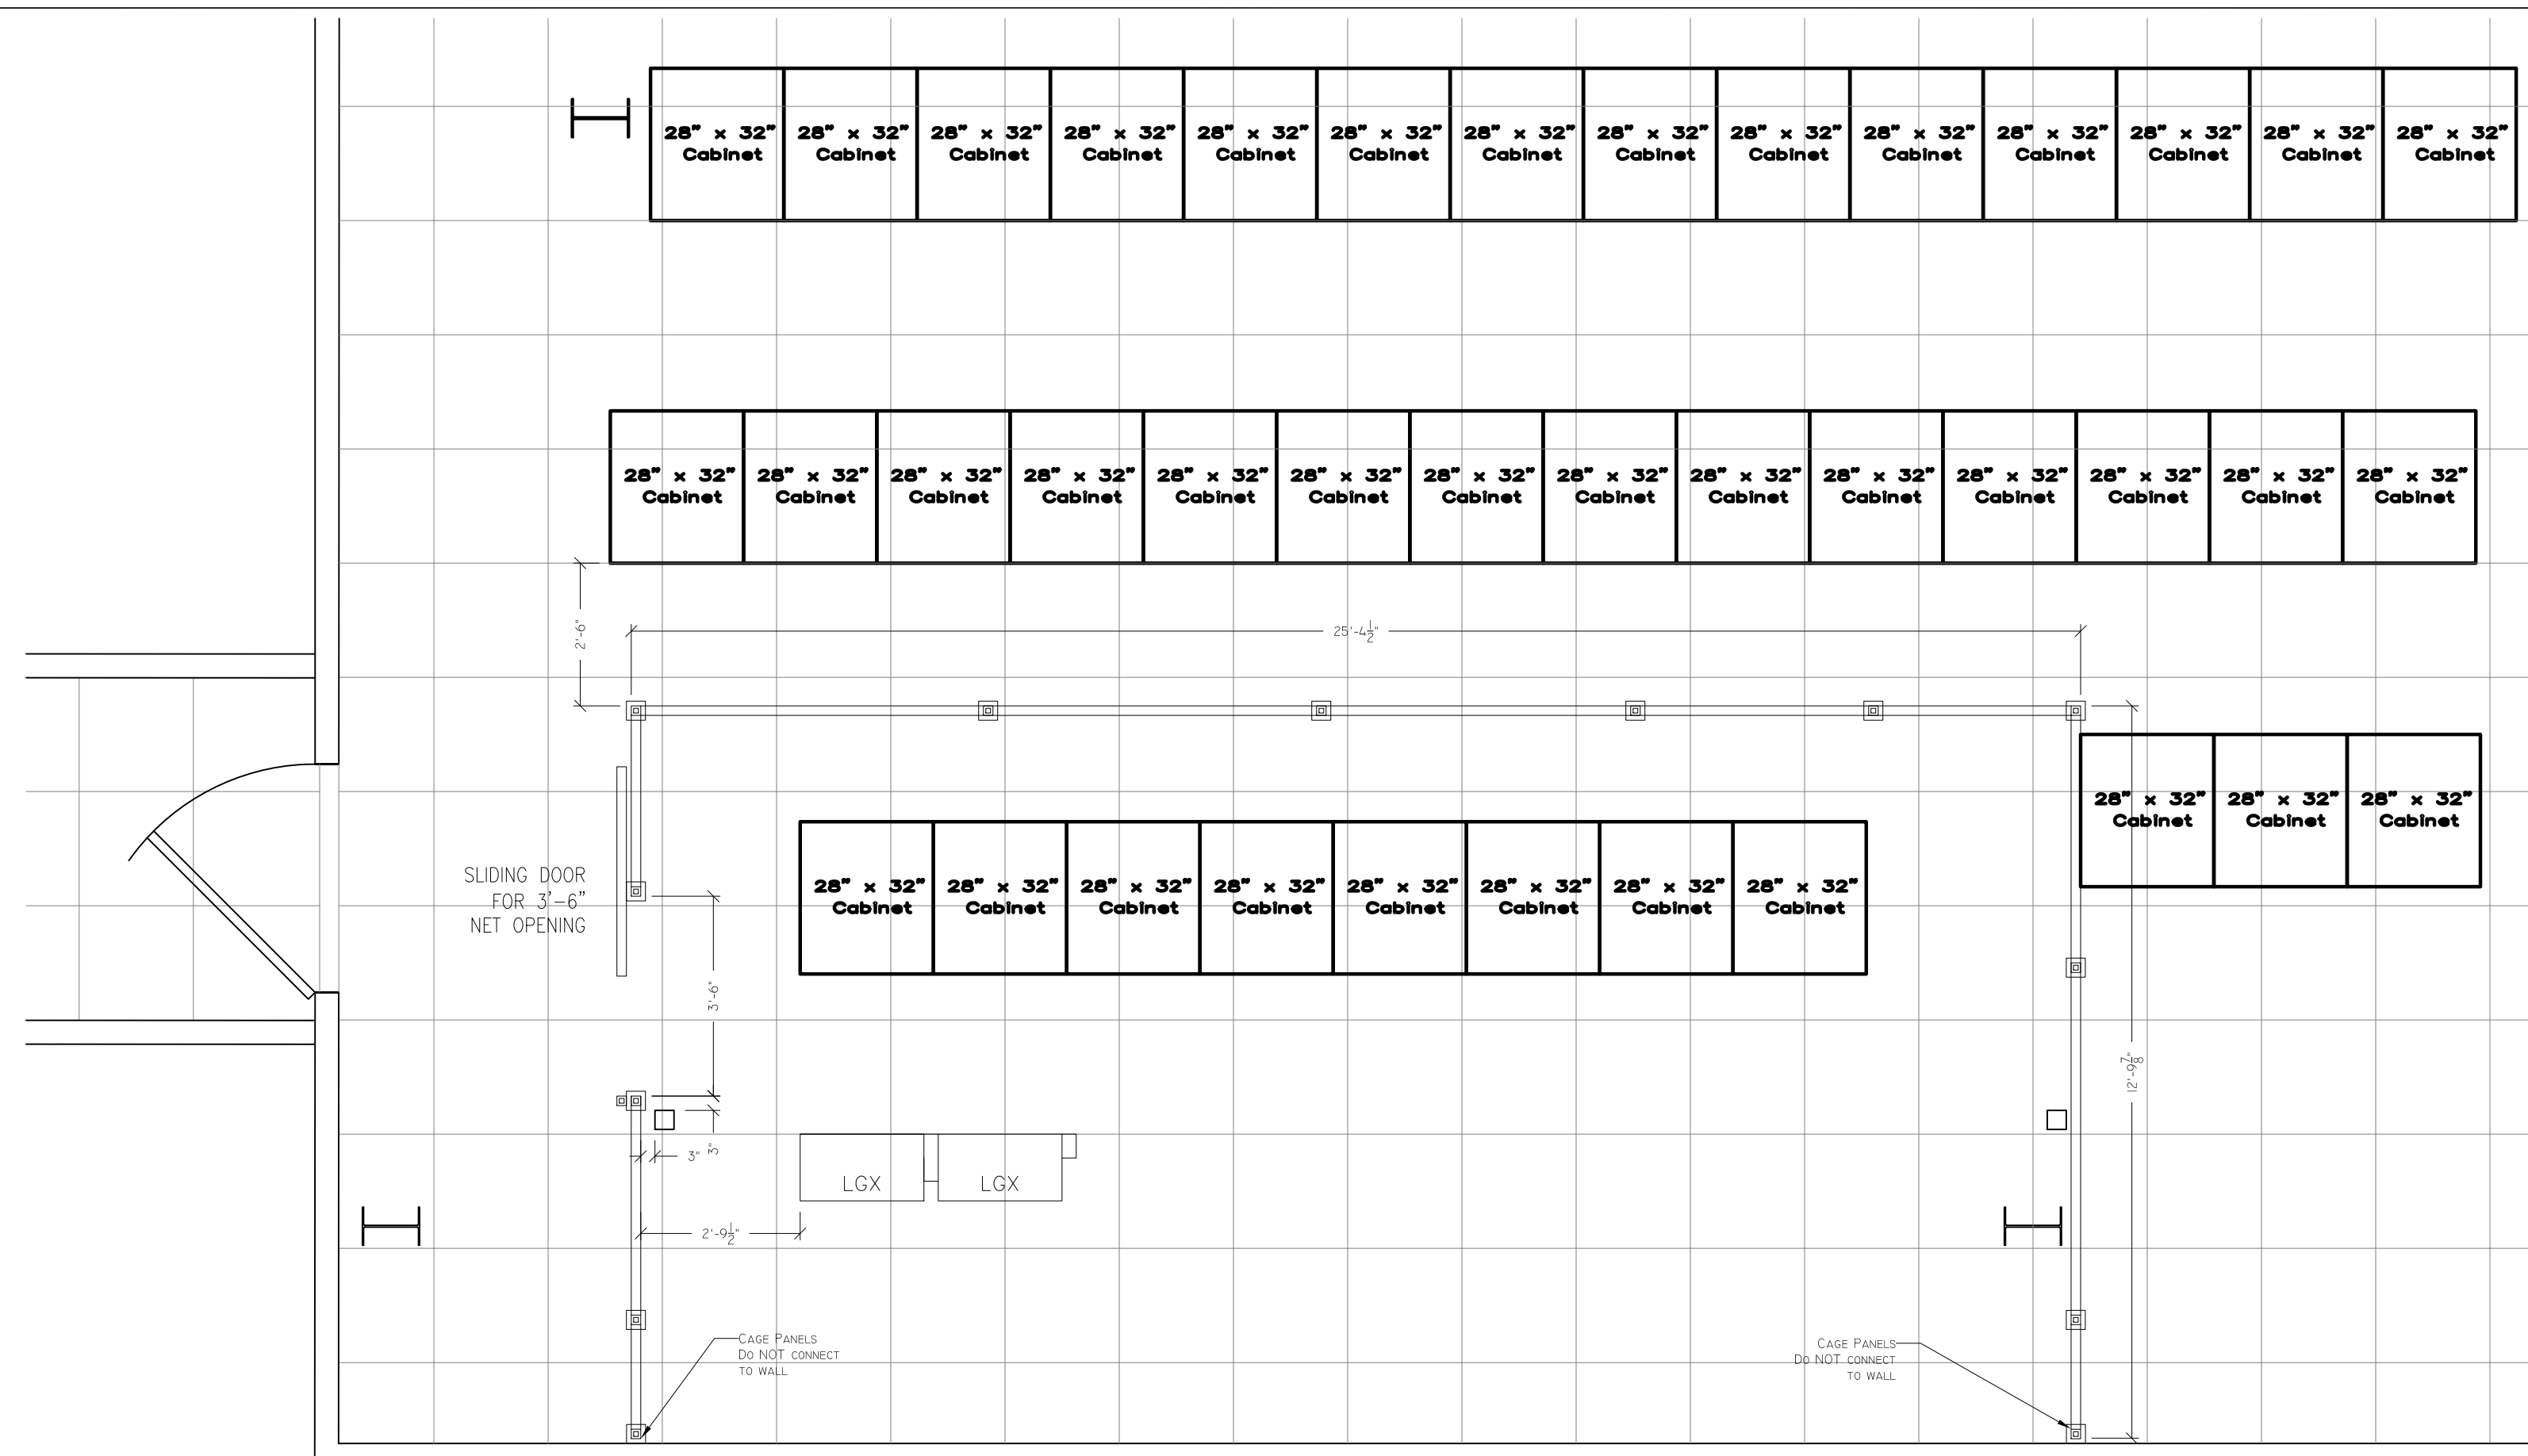 28” x 32” 28” x 32” 28” x 32” 28” x 32” 28” x 32” 28” x 32” 28” x 32” 28” x 32” 28” x 32” 28” x 32” 28” x 32” 28” x 32” 28” x 32” 28” x 32”
Cabinet Cabinet Cabinet Cabinet Cabinet Cabinet Cabinet Cabinet Cabinet Cabinet Cabinet Cabinet Cabinet Cabinet
28” x 32” 28” x 32” 28” x 32” 28” x 32” 28” x 32” 28” x 32” 28” x 32” 28” x 32” 28” x 32” 28” x 32” 28” x 32” 28” x 32” 28” x 32” 28” x 32”
Cabinet Cabinet Cabinet Cabinet Cabinet Cabinet Cabinet Cabinet Cabinet Cabinet Cabinet Cabinet Cabinet Cabinet
2'-6"
25'-4½"
28” x 32” 28” x 32” 28” x 32”
Cabinet Cabinet Cabinet
SLIDING DOOR
FOR 3’–6”
NET OPENING
28” x 32” 28” x 32” 28” x 32” 28” x 32” 28” x 32” 28” x 32” 28” x 32” 28” x 32”
Cabinet Cabinet Cabinet Cabinet Cabinet Cabinet Cabinet Cabinet
3'-6"
12'-9⅞"
3"
3"
LGX LGX
2'-9½"
CAGE PANELS
DO NOT CONNECT
TO WALL
CAGE PANELS
DO NOT CONNECT
TO WALL